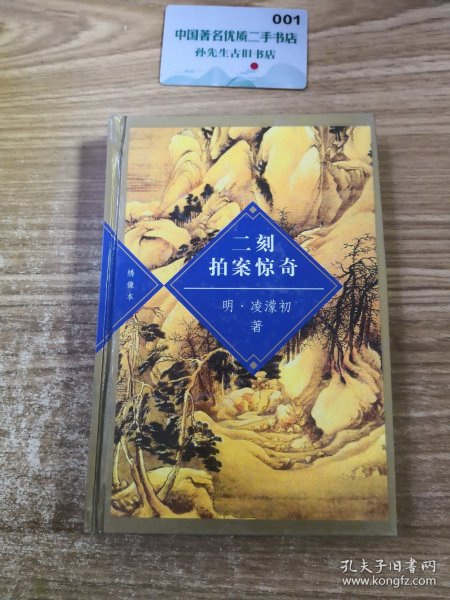 001
中国著名优质二手书店
孙先生古旧书店
二刻
拍案惊奇
明·凌濛初
著
绣像本
孔夫子旧书网
www.kongfz.com